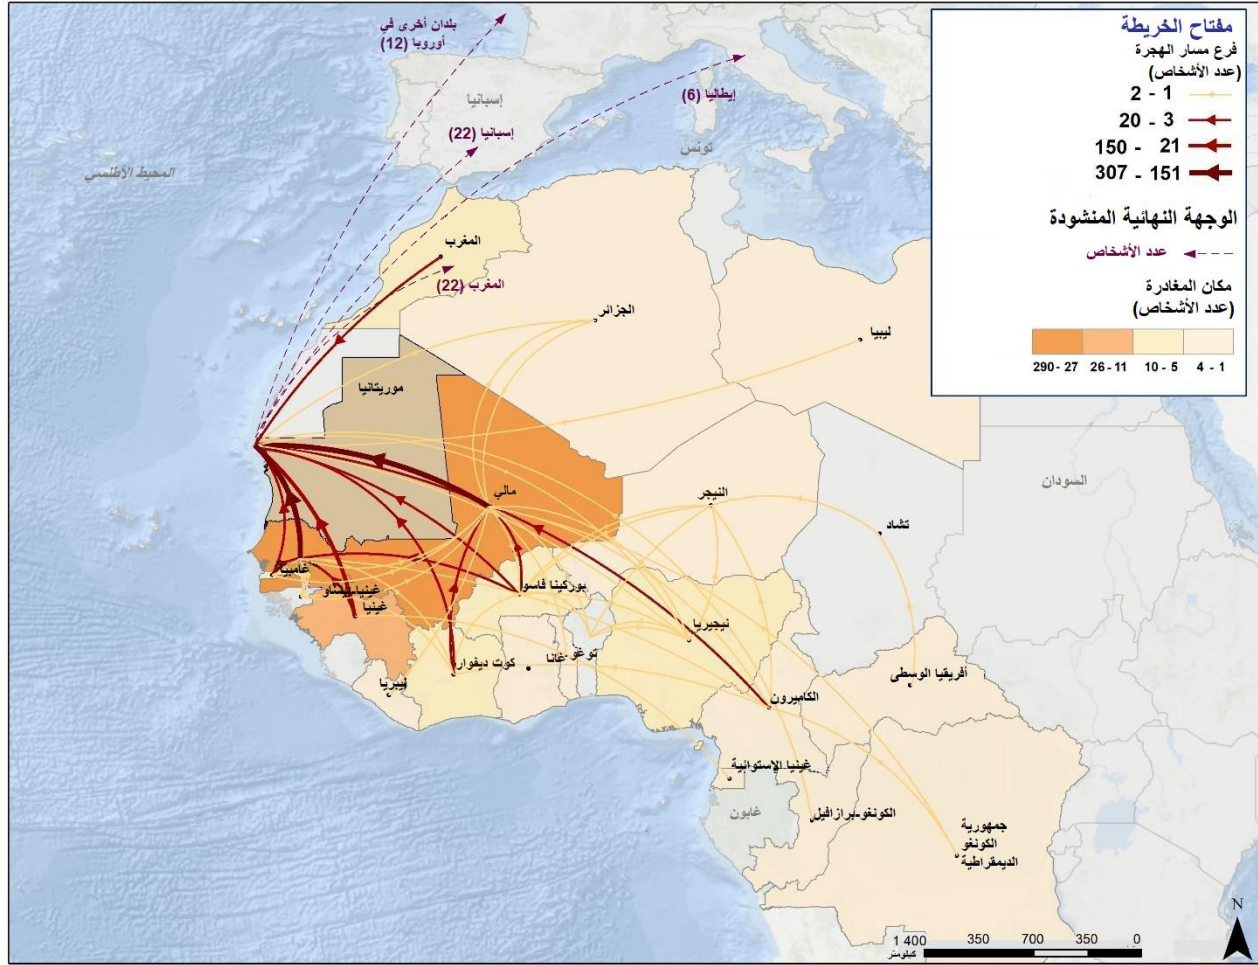 مفتاح الخريطة
فرع مسار الهجرة
(عدد الأشخاص)
1 - 2
3 - 20
21 - 150
151 - 307
الوجهة النهائية المنشودة
عدد الأشخاص
مكان المغادرة
(عدد الأشخاص)
290 - 27
26 - 11
10 - 5
4 - 1
بلدان أخرى في
أوروبا (12)
إسبانيا
إسبانيا (22)
إيطاليا (6)
تونس
المحيط الأطلسي
المغرب
المغرب (22)
الجزائر
ليبيا
موريتانيا
مالي
النيجر
تشاد
السودان
غامبيا
غينيا-بيساو
غينيا
بوركينا فاسو
نيجيريا
توغو
غانا
كوت ديفوار
ليبريا
أفريقيا الوسطى
الكاميرون
غينيا الإستوائية
غابون
الكونغو-برازافيل
جمهورية
الكونغو
الديمقراطية
N
1 400 350 700 350 0
كيلومتر